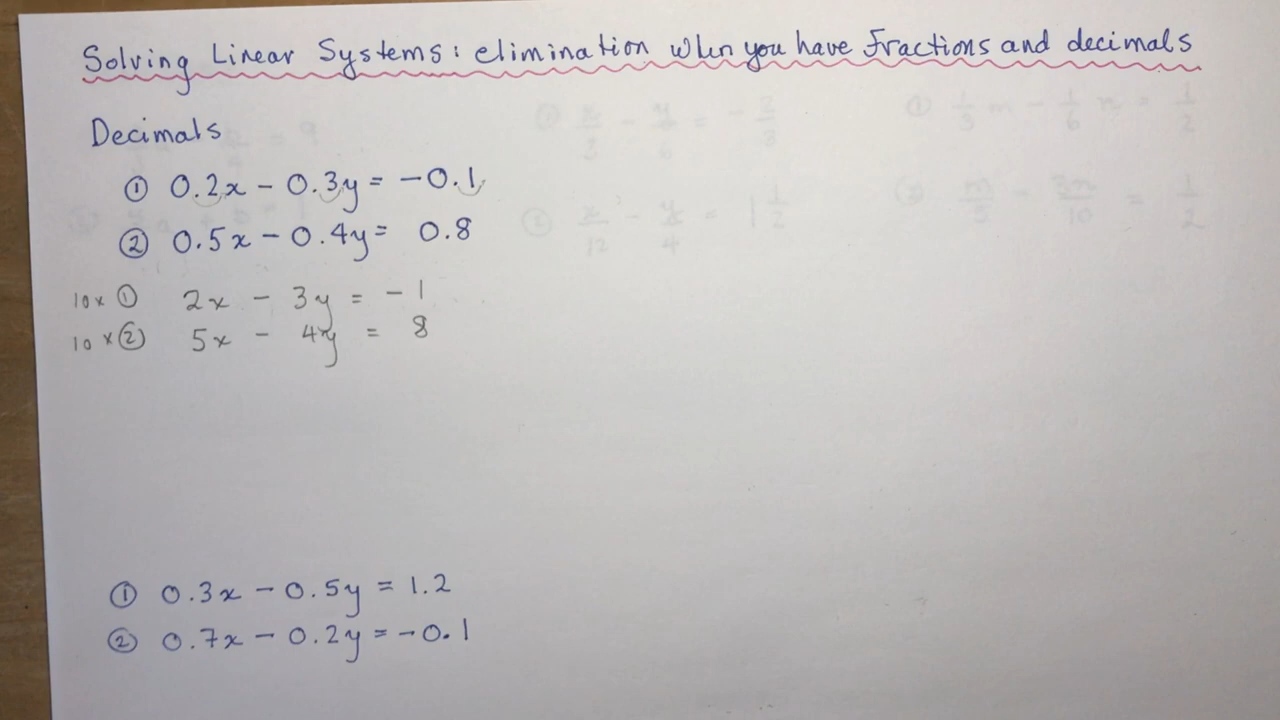 Solving Linear Systems: elimination when you have fractions and decimals
Decimals
① 0.2x - 0.3y = -0.1
② 0.5x - 0.4y = 0.8
10 x ① 2x - 3y = -1
10 x ② 5x - 4y = 8
① 0.3x - 0.5y = 1.2
② 0.7x - 0.2y = -0.1